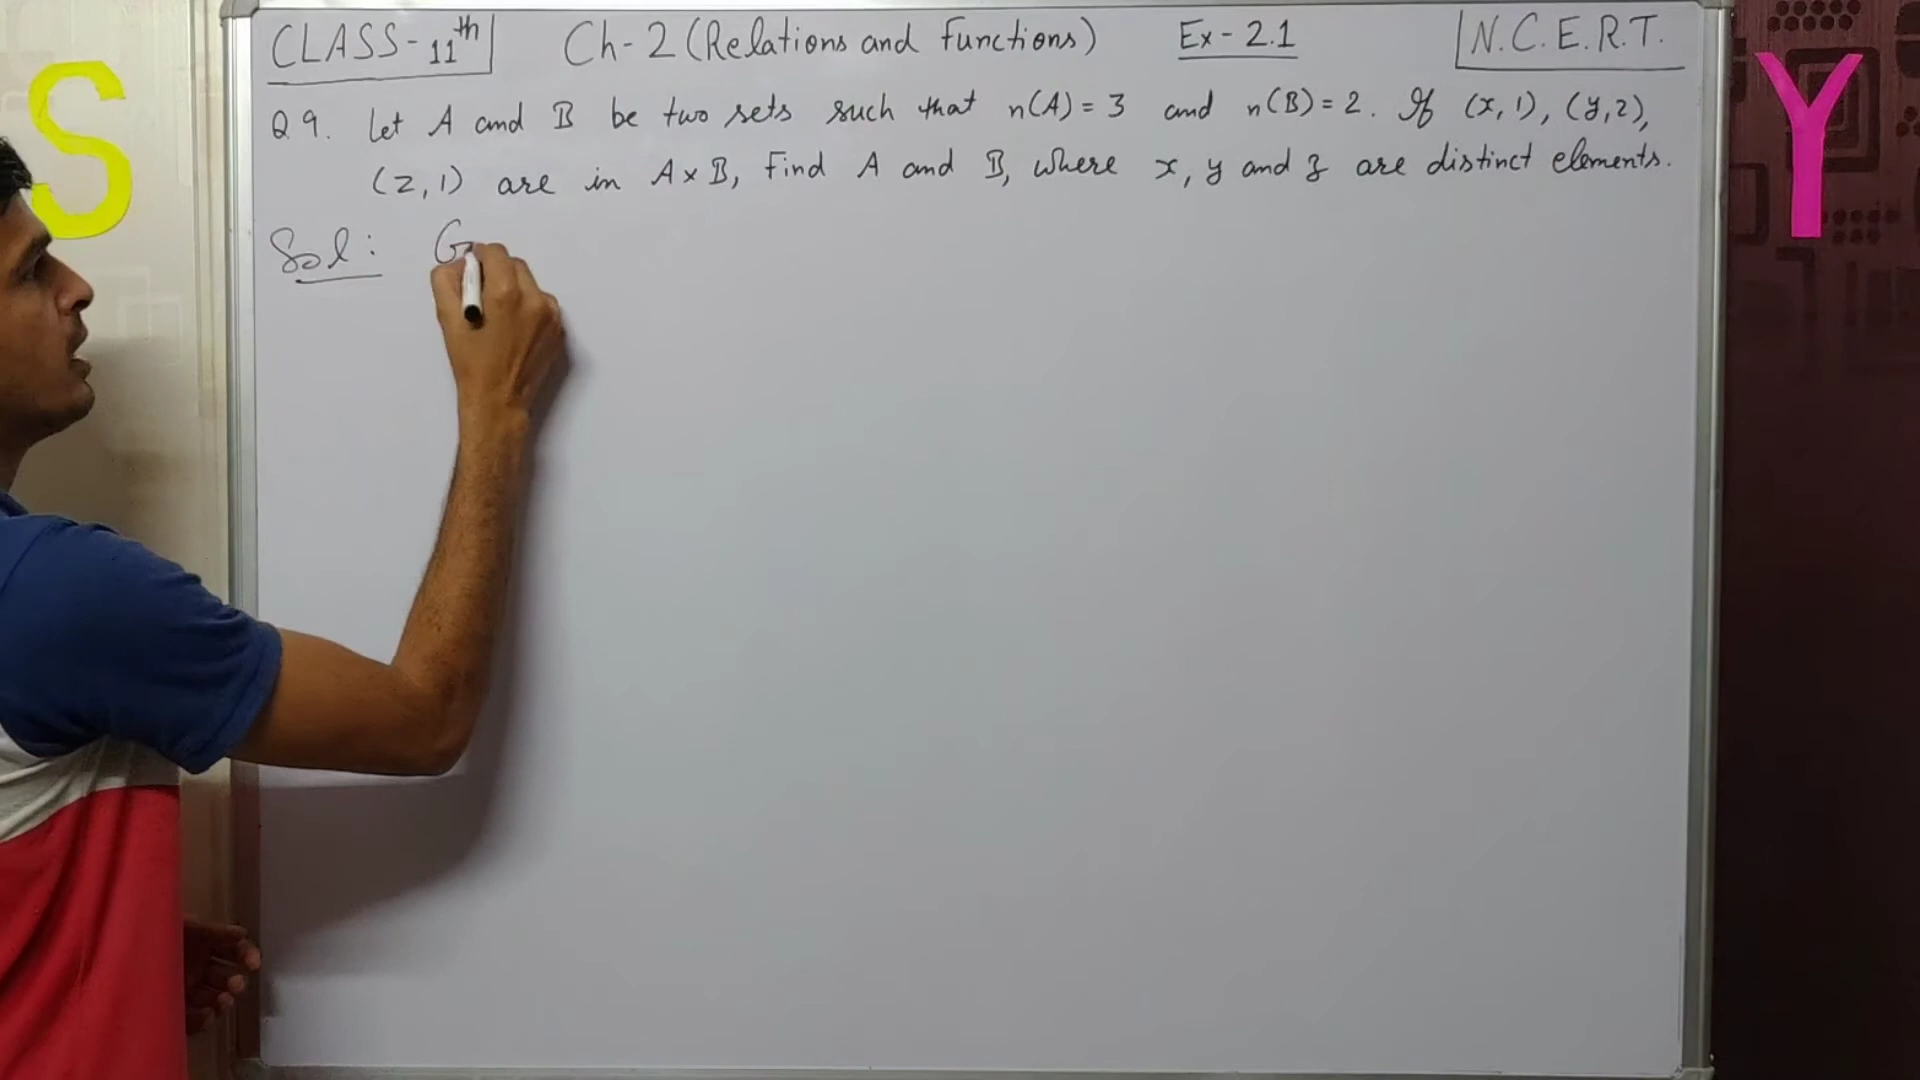 CLASS-11th Ch-2 (Relations and Functions) Ex-2.1 N.C.E.R.T.
S Y
Q 9. Let A and B be two sets such that n(A) = 3 and n(B) = 2. If (x, 1), (y, 2),
(z, 1) are in A × B, Find A and B, where x, y and z are distinct elements.
Sol: G